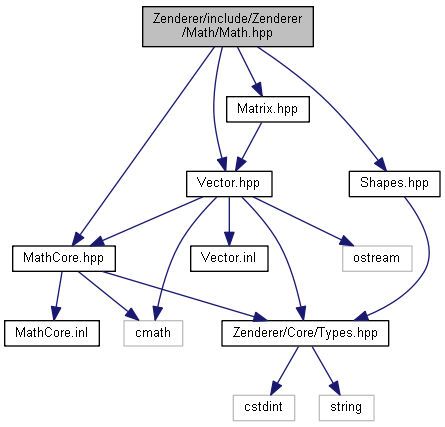 Zenderer/include/Zenderer
/Math/Math.hpp
Matrix.hpp
Vector.hpp
Shapes.hpp
MathCore.hpp
Vector.inl
ostream
MathCore.inl
cmath
Zenderer/Core/Types.hpp
cstdint
string